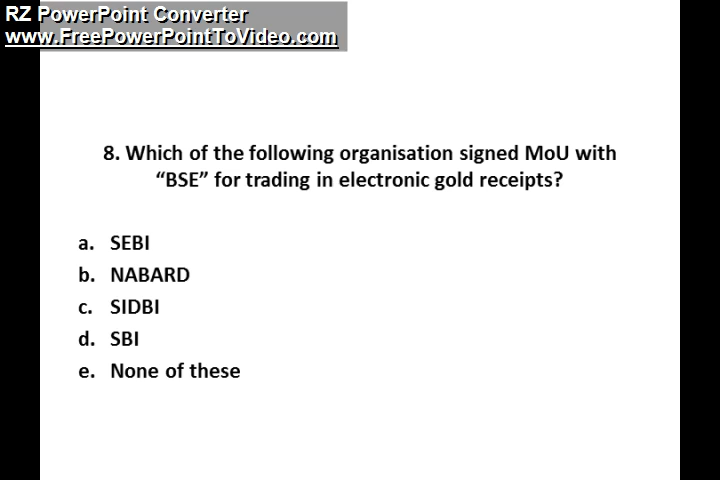 RZ PowerPoint Converter
www.FreePowerPointToVideo.com
8. Which of the following organisation signed MoU with
“BSE” for trading in electronic gold receipts?
a. SEBI
b. NABARD
c. SIDBI
d. SBI
e. None of these